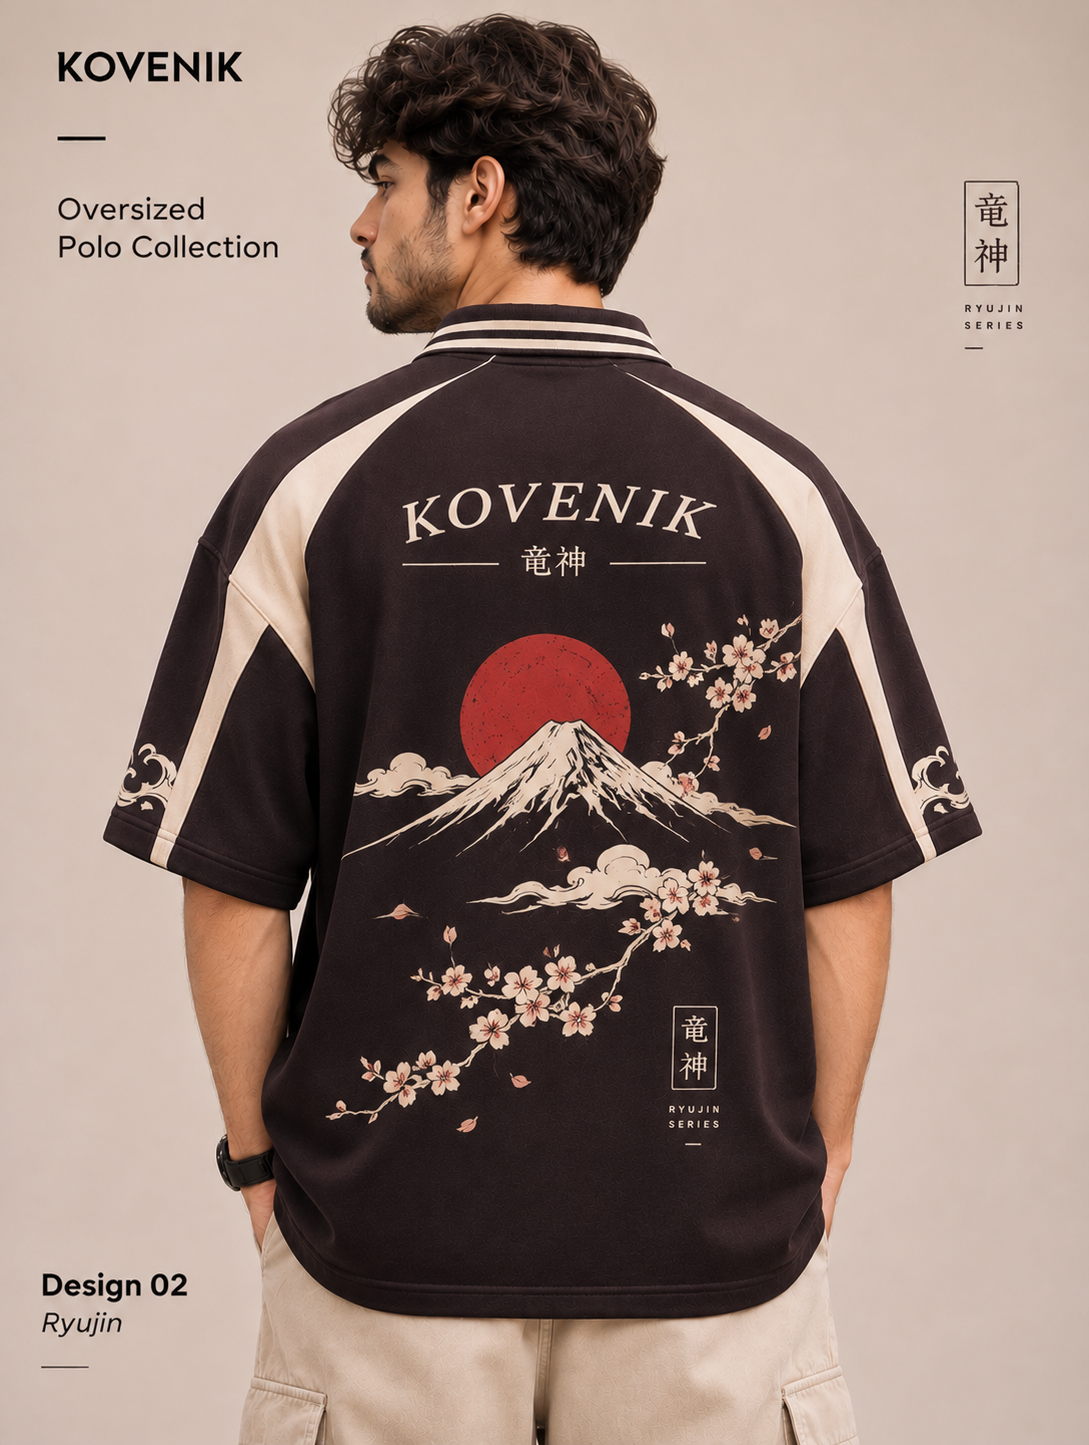 KOVENIK
Oversized
Polo Collection
竜
神
RYUJIN
SERIES
KOVENIK
竜神
竜
神
RYUJIN
SERIES
Design 02
Ryujin